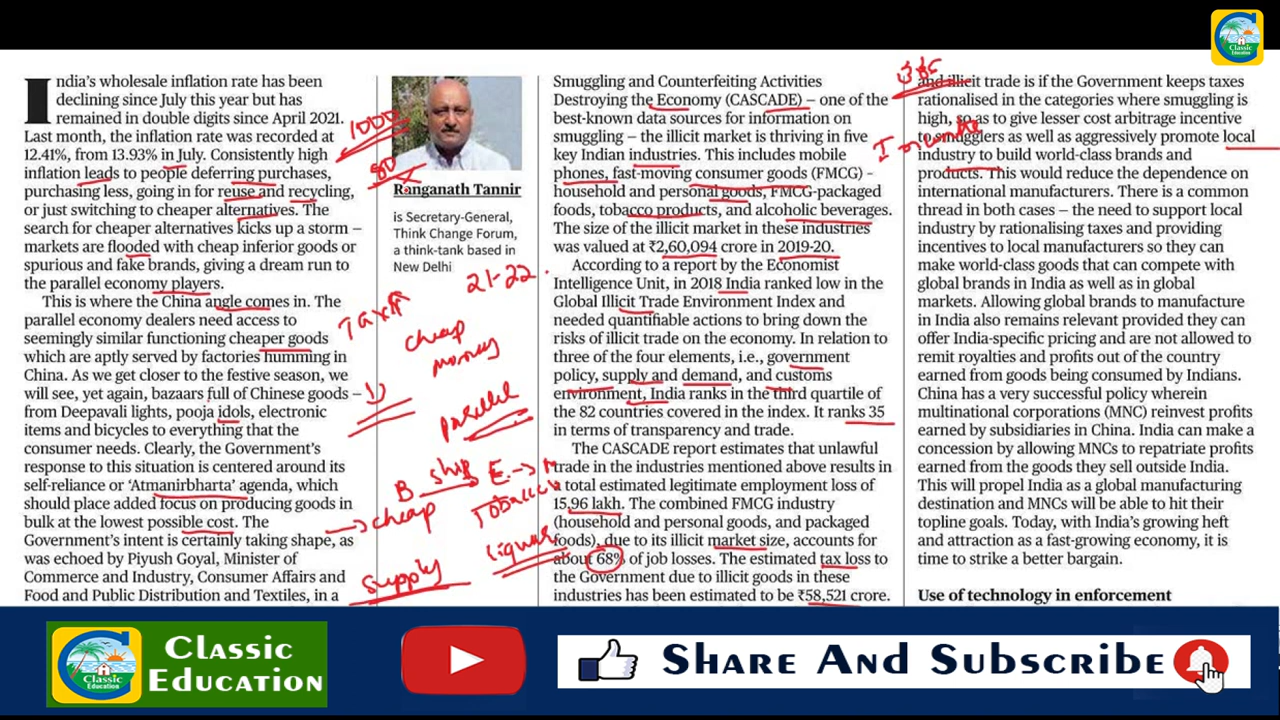 Classic
Education
India's wholesale inflation rate has been
declining since July this year but has
remained in double digits since April 2021.
Last month, the inflation rate was recorded at
12.41%, from 13.93% in July. Consistently high
inflation leads to people deferring purchases,
purchasing less, going in for reuse and recycling,
or just switching to cheaper alternatives. The
search for cheaper alternatives kicks up a storm –
markets are flooded with cheap inferior goods or
spurious and fake brands, giving a dream run to
the parallel economy players.
This is where the China angle comes in. The
parallel economy dealers need access to
seemingly similar functioning cheaper goods
which are aptly served by factories humming in
China. As we get closer to the festive season, we
will see, yet again, bazaars full of Chinese goods –
from Deepavali lights, pooja idols, electronic
items and bicycles to everything that the
consumer needs. Clearly, the Government's
response to this situation is centered around its
self-reliance or 'Atmanirbharta' agenda, which
should place added focus on producing goods in
bulk at the lowest possible cost. The
Government's intent is certainly taking shape, as
was echoed by Piyush Goyal, Minister of
Commerce and Industry, Consumer Affairs and
Food and Public Distribution and Textiles, in a
1000
80
Ranganath Tannir
is Secretary-General,
Think Change Forum,
a think-tank based in
New Delhi
21-22
Tax
cheap
money
1)
parallel
B ship E
cheap
Tobacco
liquor
supply
Smuggling and Counterfeiting Activities
Destroying the Economy (CASCADE) – one of the
best-known data sources for information on
smuggling – the illicit market is thriving in five
key Indian industries. This includes mobile
phones, fast-moving consumer goods (FMCG) -
household and personal goods, FMCG-packaged
foods, tobacco products, and alcoholic beverages.
The size of the illicit market in these industries
was valued at ₹2,60,094 crore in 2019-20.
According to a report by the Economist
Intelligence Unit, in 2018 India ranked low in the
Global Illicit Trade Environment Index and
needed quantifiable actions to bring down the
risks of illicit trade on the economy. In relation to
three of the four elements, i.e., government
policy, supply and demand, and customs
environment, India ranks in the third quartile of
the 82 countries covered in the index. It ranks 35
in terms of transparency and trade.
The CASCADE report estimates that unlawful
trade in the industries mentioned above results in
a total estimated legitimate employment loss of
15.96 lakh. The combined FMCG industry
(household and personal goods, and packaged
foods), due to its illicit market size, accounts for
about 68% of job losses. The estimated tax loss to
the Government due to illicit goods in these
industries has been estimated to be ₹58,521 crore.
and illicit trade is if the Government keeps taxes
rationalised in the categories where smuggling is
high, so as to give lesser cost arbitrage incentive
to smugglers as well as aggressively promote local
industry to build world-class brands and
products. This would reduce the dependence on
international manufacturers. There is a common
thread in both cases – the need to support local
industry by rationalising taxes and providing
incentives to local manufacturers so they can
make world-class goods that can compete with
global brands in India as well as in global
markets. Allowing global brands to manufacture
in India also remains relevant provided they can
offer India-specific pricing and are not allowed to
remit royalties and profits out of the country
earned from goods being consumed by Indians.
China has a very successful policy wherein
multinational corporations (MNC) reinvest profits
earned by subsidiaries in China. India can make a
concession by allowing MNCs to repatriate profits
earned from the goods they sell outside India.
This will propel India as a global manufacturing
destination and MNCs will be able to hit their
topline goals. Today, with India's growing heft
and attraction as a fast-growing economy, it is
time to strike a better bargain.
Use of technology in enforcement
Classic
Education
Classic
Education
Share And Subscribe